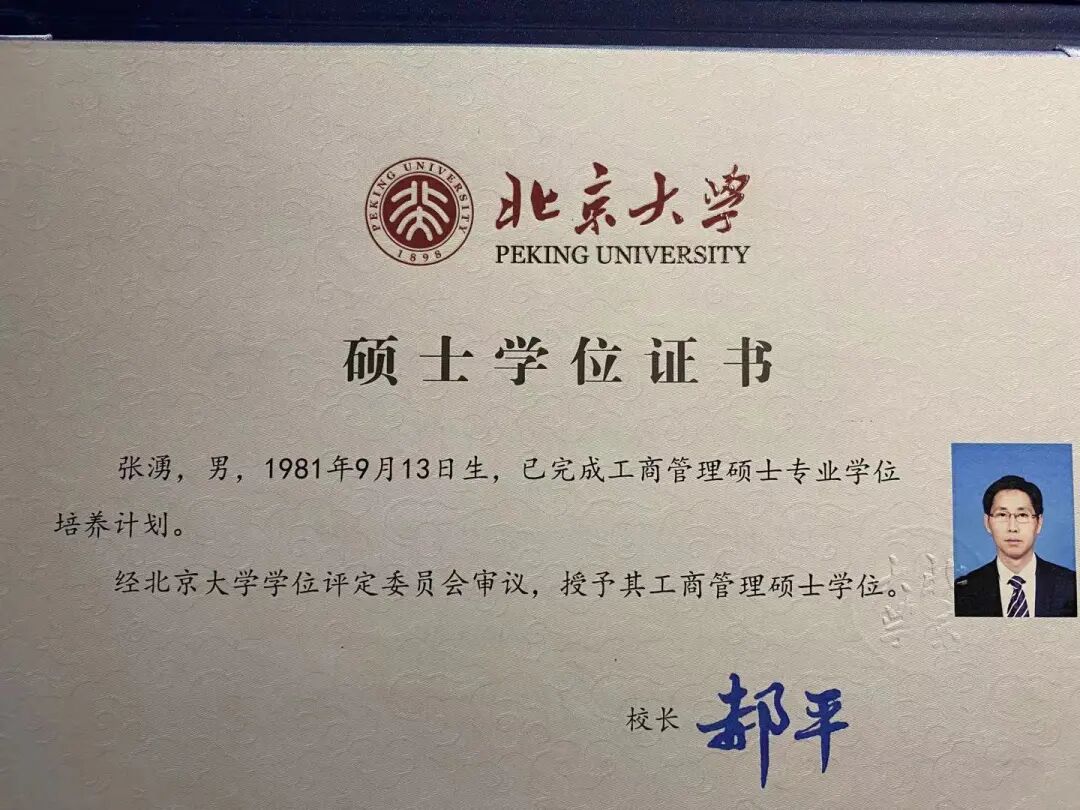 PEKING UNIVERSITY
1898
北京大学
PEKING UNIVERSITY
硕士学位证书
张湧，男，1981年9月13日生，已完成工商管理硕士专业学位
培养计划。
经北京大学学位评定委员会审议，授予其工商管理硕士学位。
校长 郝平